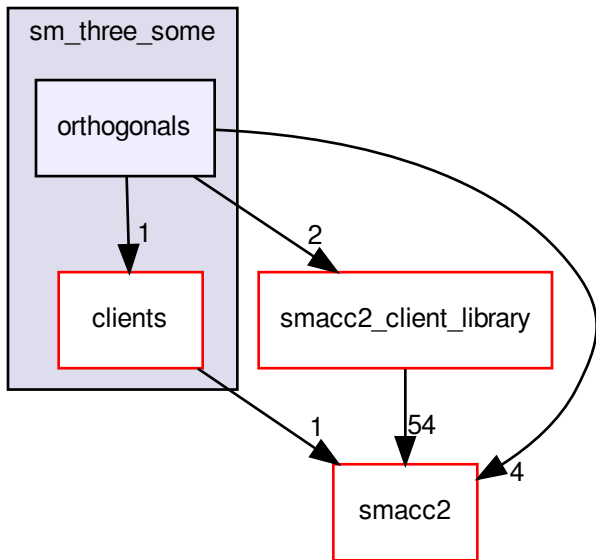 sm_three_some
orthogonals
1
2
clients
smacc2_client_library
1
54
4
smacc2